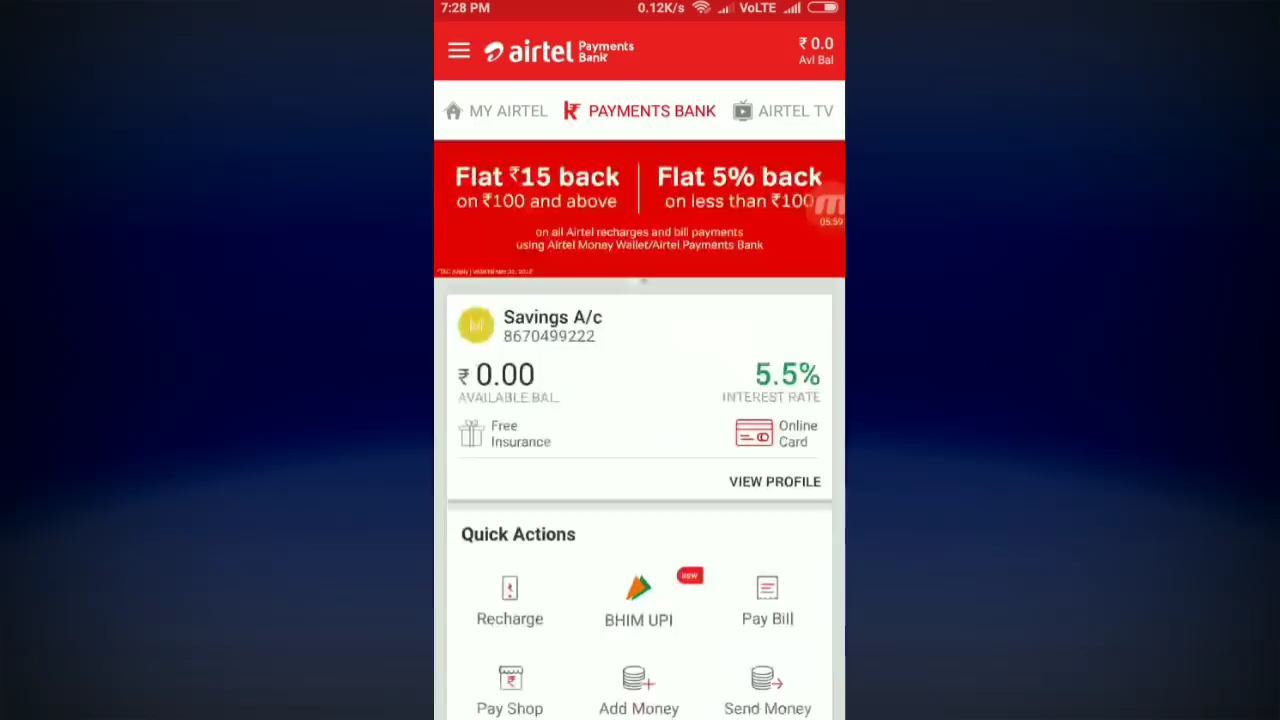 7:28 PM 0.12K/s VoLTE
airtel Payments Bank
₹ 0.0
Avl Bal
MY AIRTEL PAYMENTS BANK AIRTEL TV
Flat ₹15 back
on ₹100 and above
Flat 5% back
on less than ₹100
05:59
on all Airtel recharges and bill payments
using Airtel Money Wallet/Airtel Payments Bank
Savings A/c
8670499222
₹ 0.00
AVAILABLE BAL.
5.5%
INTEREST RATE
Free
Insurance
Online
Card
VIEW PROFILE
Quick Actions
NEW
Recharge BHIM UPI Pay Bill
Pay Shop Add Money Send Money